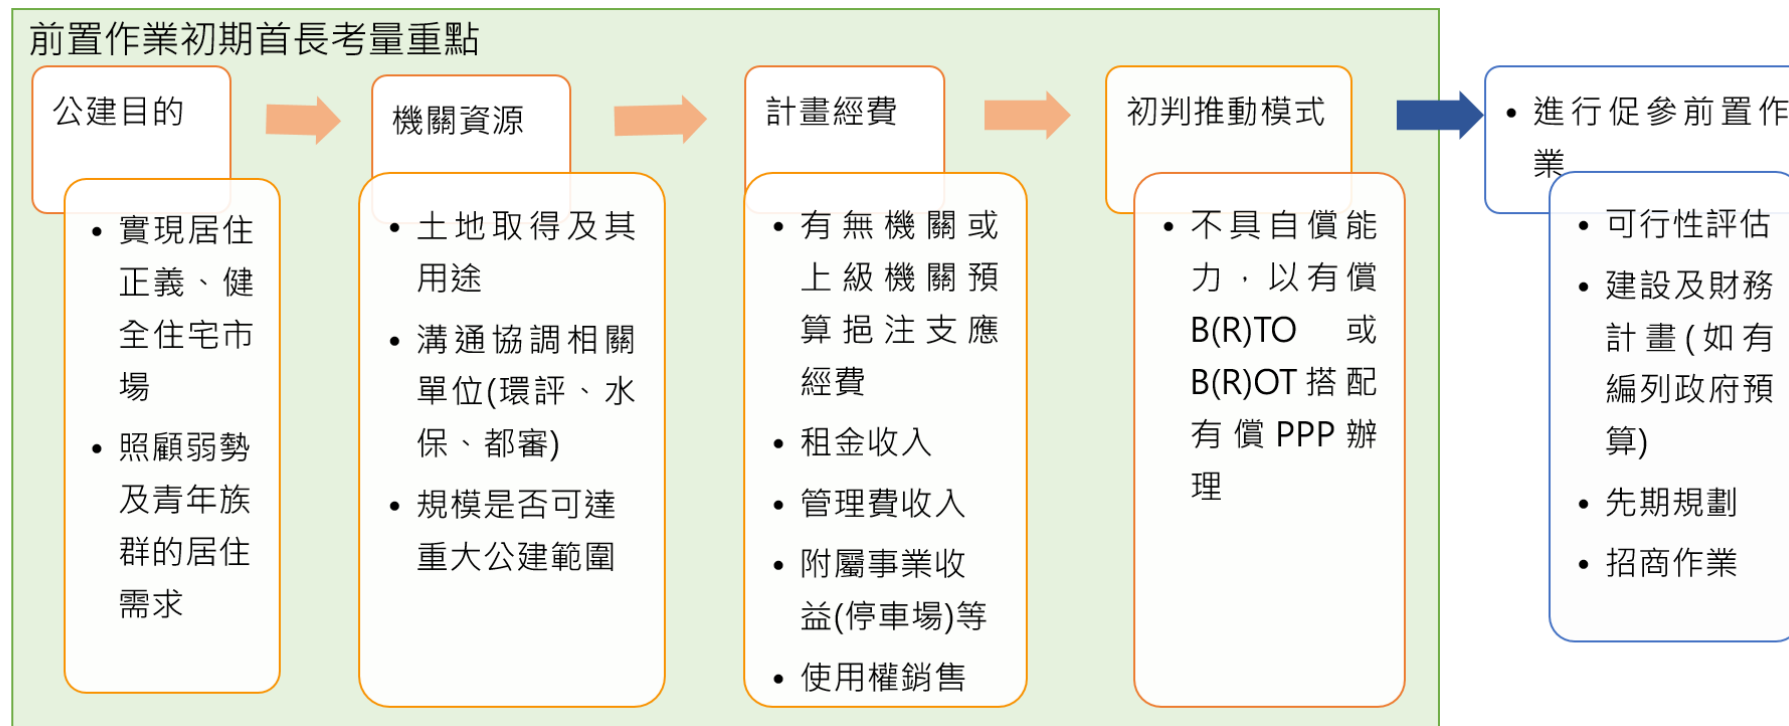 前置作業初期首長考量重點
公建目的
• 實現居住
正義、健
全住宅市
場
• 照顧弱勢
及青年族
群的居住
需求
機關資源
• 土地取得及其
用途
• 溝通協調相關
單位(環評、水
保、都審)
• 規模是否可達
重大公建範圍
計畫經費
• 有無機關或
上級機關預
算挹注支應
經費
• 租金收入
• 管理費收入
• 附屬事業收
益(停車場)等
• 使用權銷售
初判推動模式
• 不具自償能
力，以有償
B(R)TO 或
B(R)OT 搭配
有償 PPP 辦
理
• 進行促參前置作
業
• 可行性評估
• 建設及財務
計畫(如有
編列政府預
算)
• 先期規劃
• 招商作業